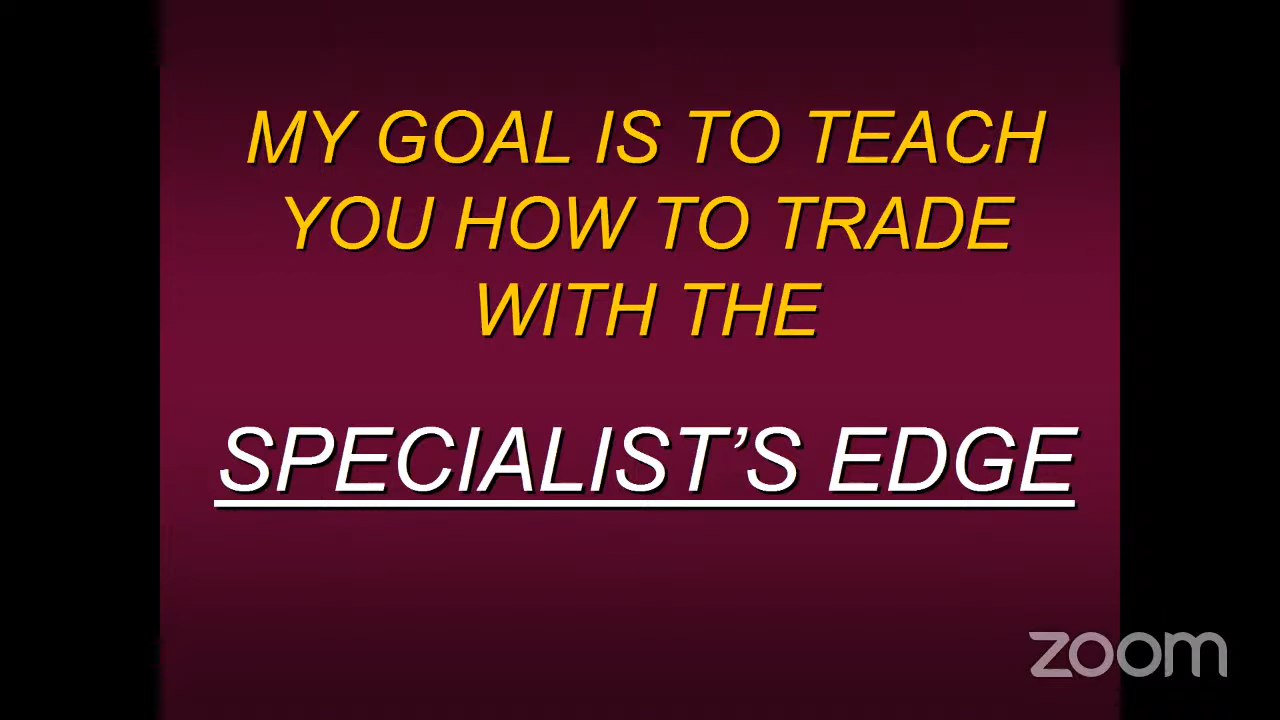 MY GOAL IS TO TEACH
YOU HOW TO TRADE
WITH THE
SPECIALIST’S EDGE
zoom